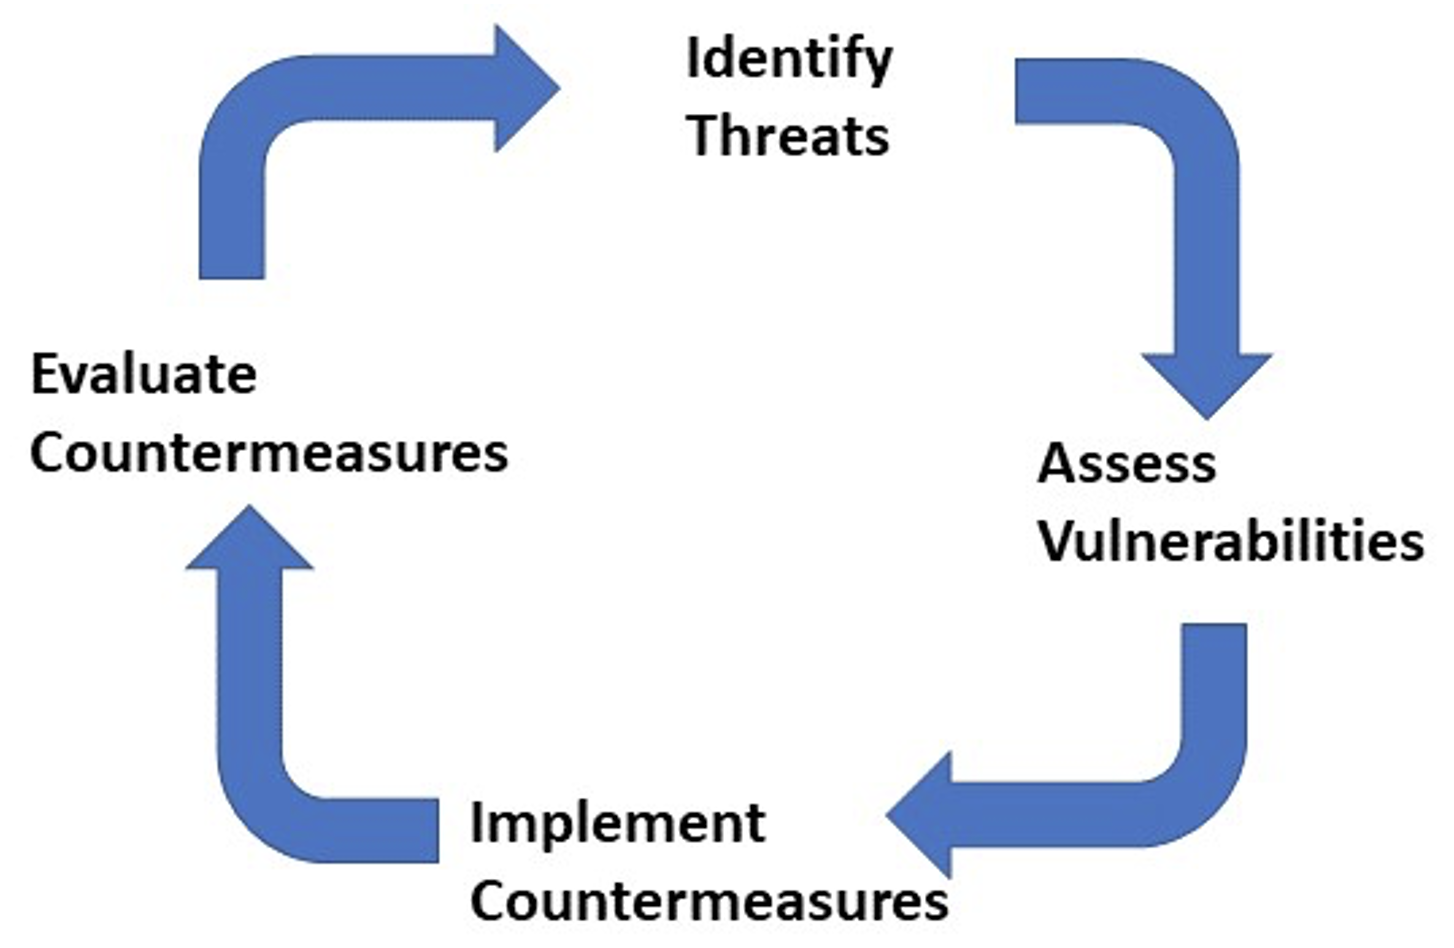 Identify
Threats
Assess
Vulnerabilities
Implement
Countermeasures
Evaluate
Countermeasures